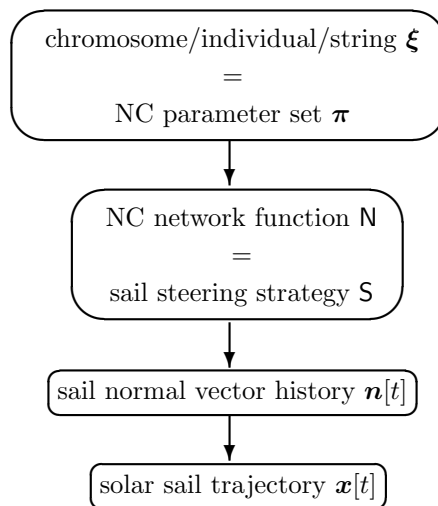 chromosome/individual/string ξ
=
NC parameter set π
NC network function N
=
sail steering strategy S
sail normal vector history n[t]
solar sail trajectory x[t]